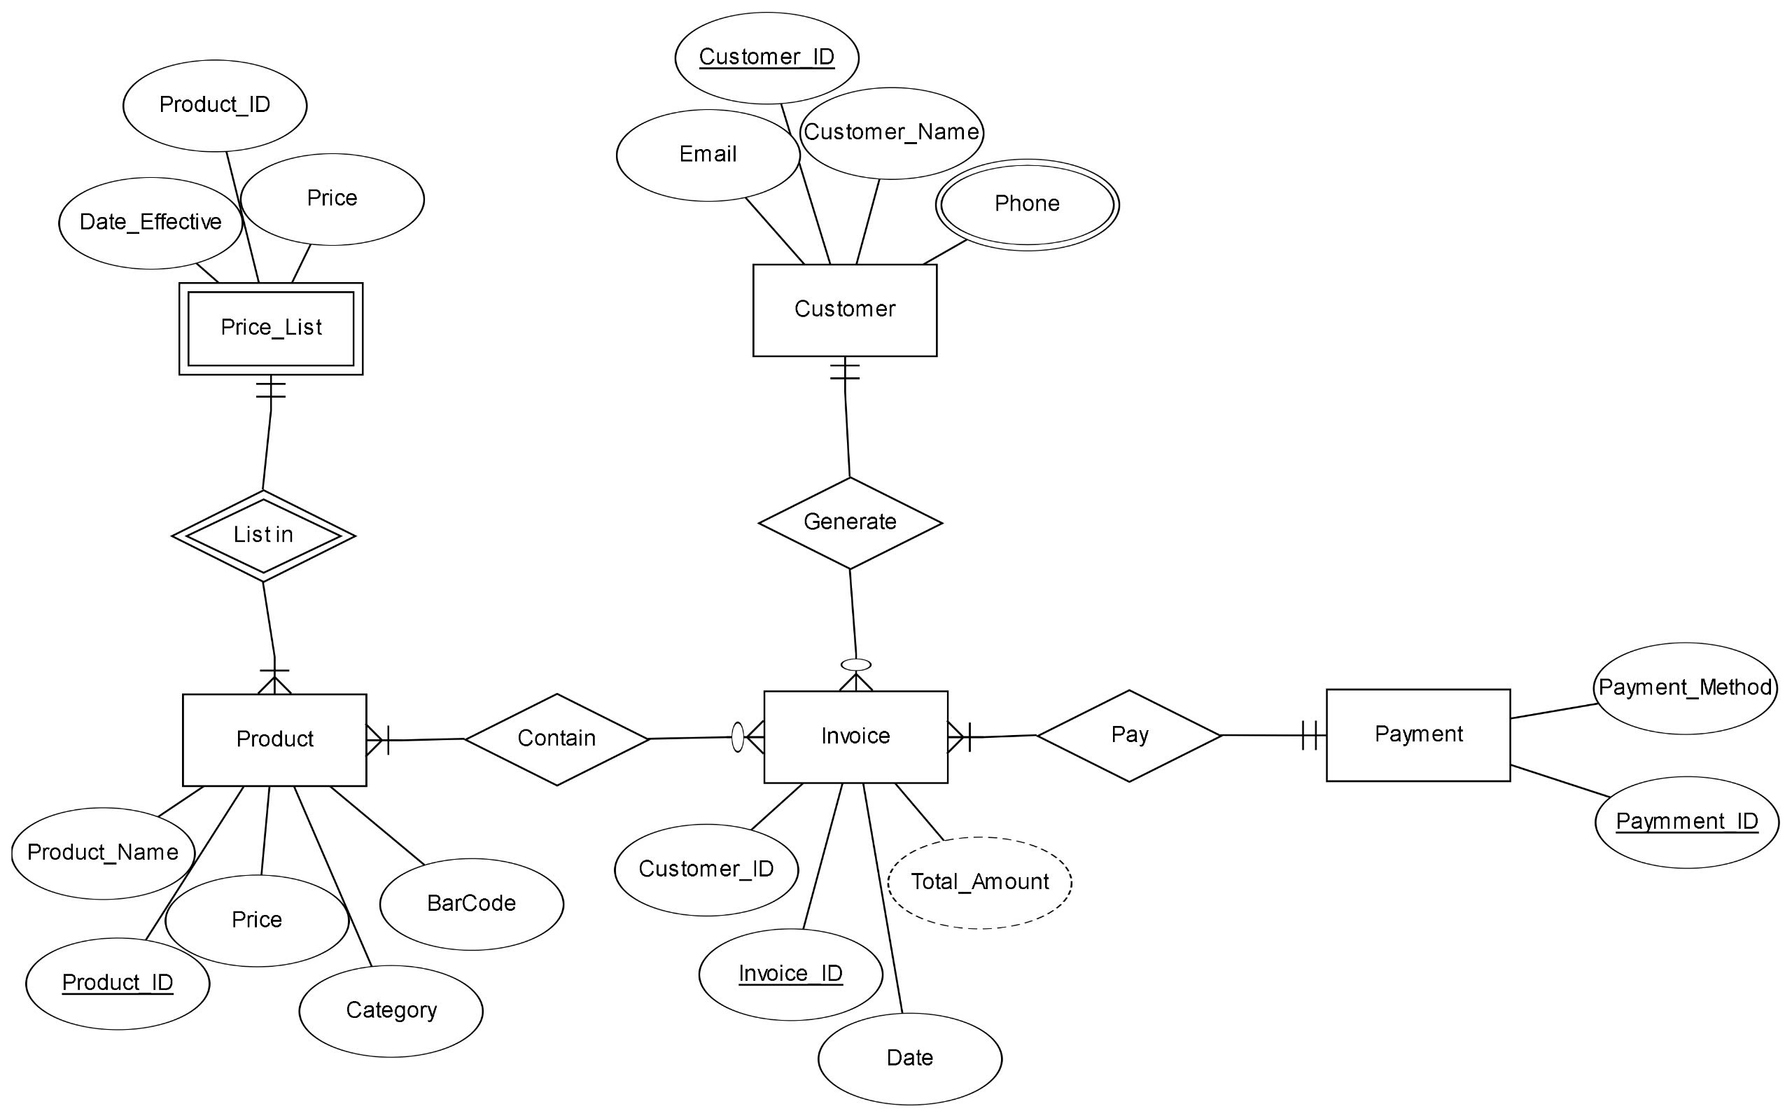 Customer_ID
Product_ID
Customer_Name
Email
Price
Phone
Date_Effective
Customer
Price_List
Generate
List in
Payment_Method
Product
Contain
Invoice
Pay
Payment
Paymment_ID
Product_Name
Customer_ID
Total_Amount
BarCode
Price
Invoice_ID
Product_ID
Category
Date